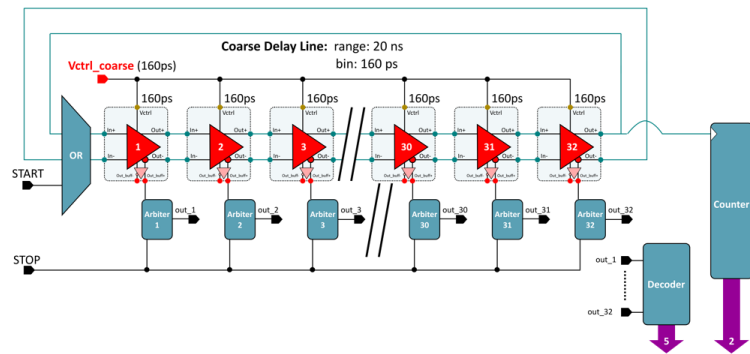 Coarse Delay Line: range: 20 ns
bin: 160 ps
Vctrl_coarse (160ps)
160ps 160ps 160ps 160ps 160ps 160ps
Vctrl Vctrl Vctrl Vctrl Vctrl Vctrl
In+ Out+ In+ Out+ In+ Out+ In+ Out+ In+ Out+ In+ Out+
1 2 3 30 31 32
OR
In- Out- In- Out- In- Out- In- Out- In- Out- In- Out-
Out_buff- Out_buff+ Out_buff- Out_buff+ Out_buff- Out_buff+ Out_buff- Out_buff+ Out_buff- Out_buff+ Out_buff- Out_buff+
START
Arbiter 1 out_1
Arbiter 2 out_2
Arbiter 3 out_3
Arbiter 30 out_30
Arbiter 31 out_31
Arbiter 32 out_32
Counter
STOP
out_1
Decoder
out_32
5
2